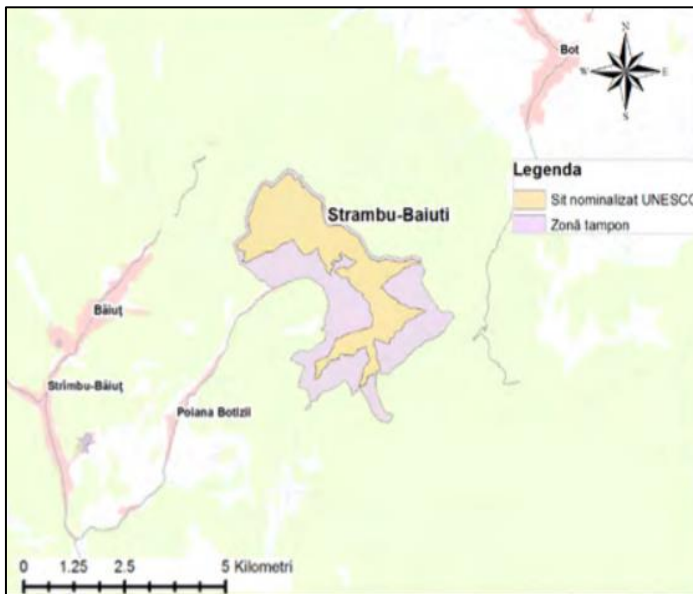 Bot
N
W E
S
Legenda
Sit nominalizat UNESCO
Zonă tampon
Strambu-Baiuti
Băiuț
Strîmbu-Băiuț
Poiana Botizii
0 1.25 2.5 5 Kilometri